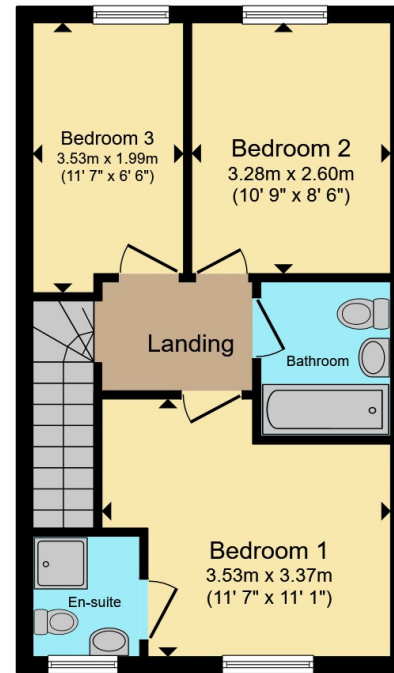 Bedroom 3
3.53m x 1.99m
(11' 7" x 6' 6")
Bedroom 2
3.28m x 2.60m
(10' 9" x 8' 6")
Landing
Bathroom
Bedroom 1
3.53m x 3.37m
(11' 7" x 11' 1")
En-suite